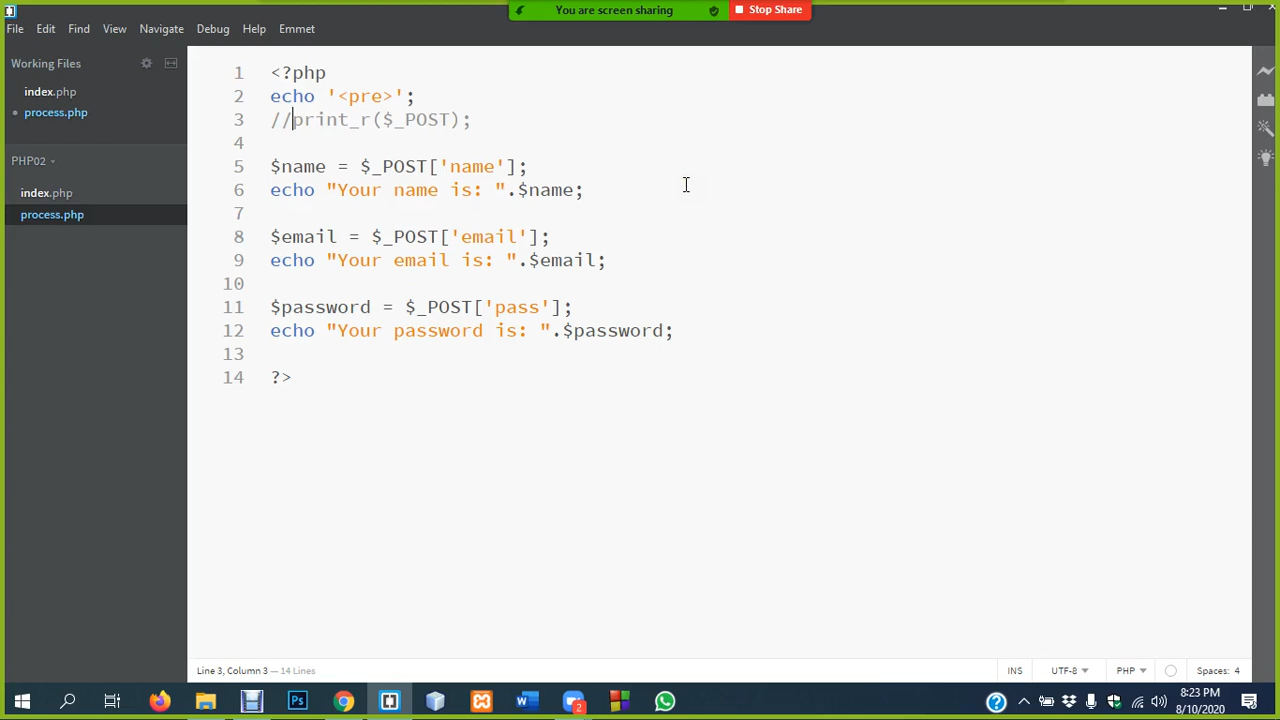 You are screen sharing Stop Share
File Edit Find View Navigate Debug Help Emmet
Working Files
index.php
process.php
PHP02
index.php
process.php
1 <?php
2 echo '<pre>';
3 //print_r($_POST);
4
5 $name = $_POST['name'];
6 echo "Your name is: ".$name;
7
8 $email = $_POST['email'];
9 echo "Your email is: ".$email;
10
11 $password = $_POST['pass'];
12 echo "Your password is: ".$password;
13
14 ?>
Line 3, Column 3 — 14 Lines
INS UTF-8 PHP Spaces: 4
Ps
2
8:23 PM
8/10/2020